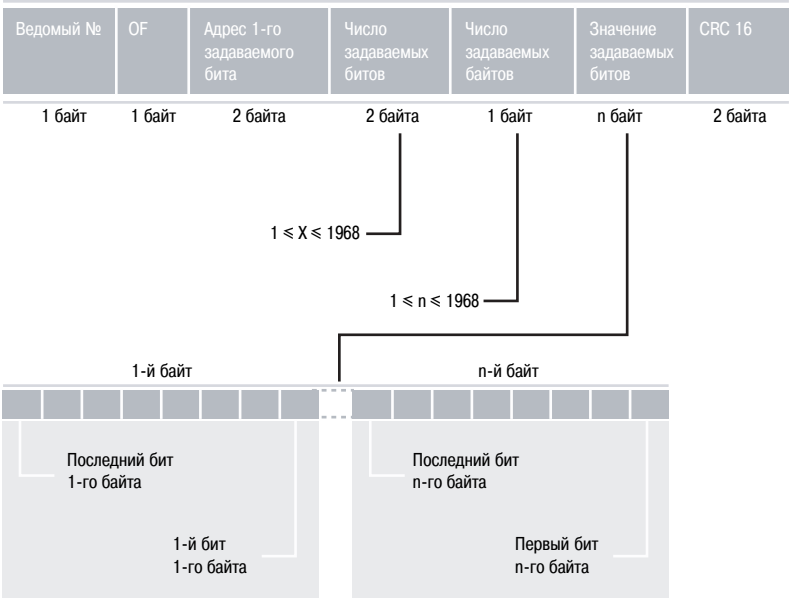 Ведомый № OF Адрес 1-го задаваемого бита Число задаваемых битов Число задаваемых байтов Значение задаваемых битов CRC 16
1 байт 1 байт 2 байта 2 байта 1 байт n байт 2 байта
1 ⩽ X ⩽ 1968
1 ⩽ n ⩽ 1968
1-й байт n-й байт
Последний бит
1-го байта
Последний бит
n-го байта
1-й бит
1-го байта
Первый бит
n-го байта